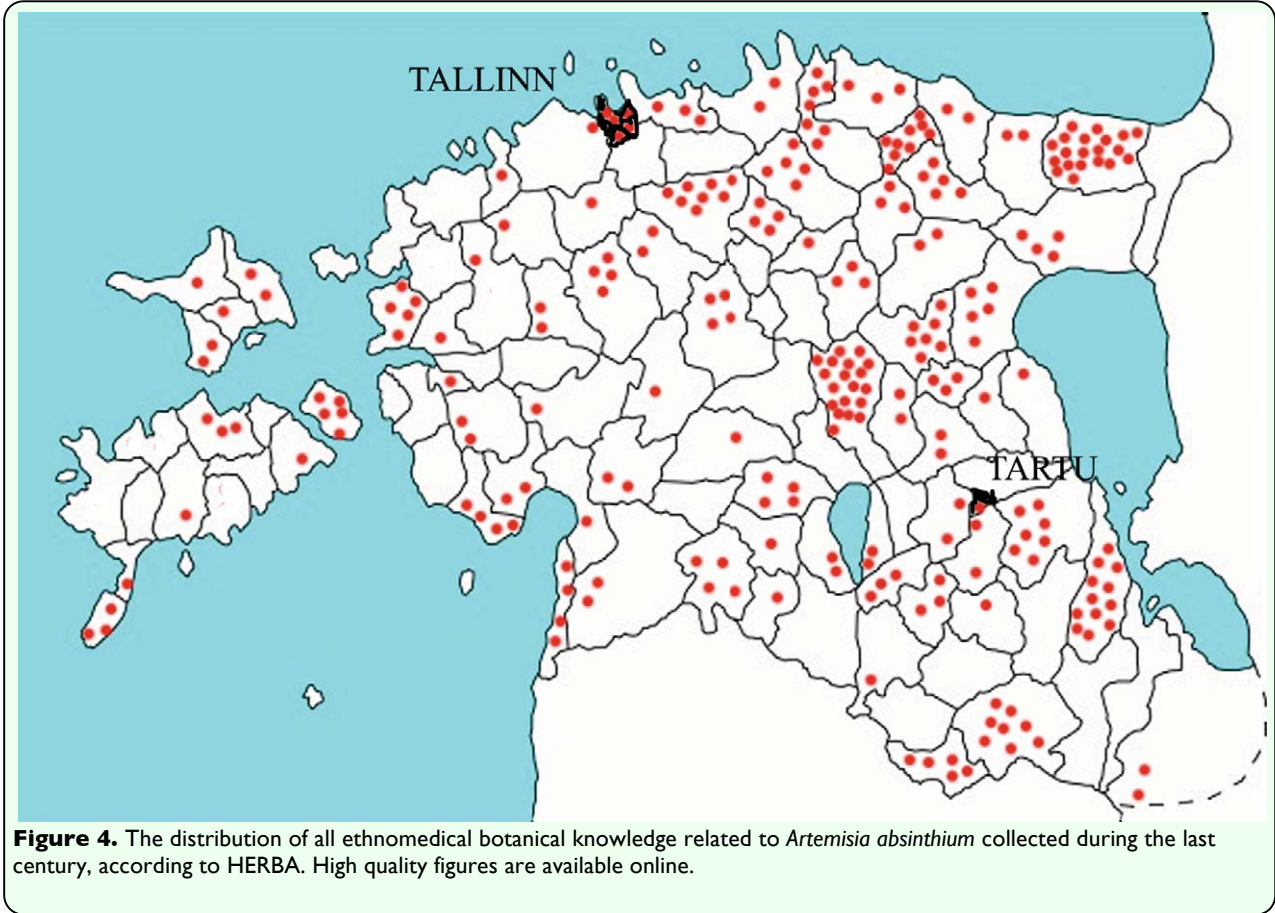 TALLINN
TARTU
Figure 4. The distribution of all ethnomedical botanical knowledge related to Artemisia absinthium collected during the last
century, according to HERBA. High quality figures are available online.